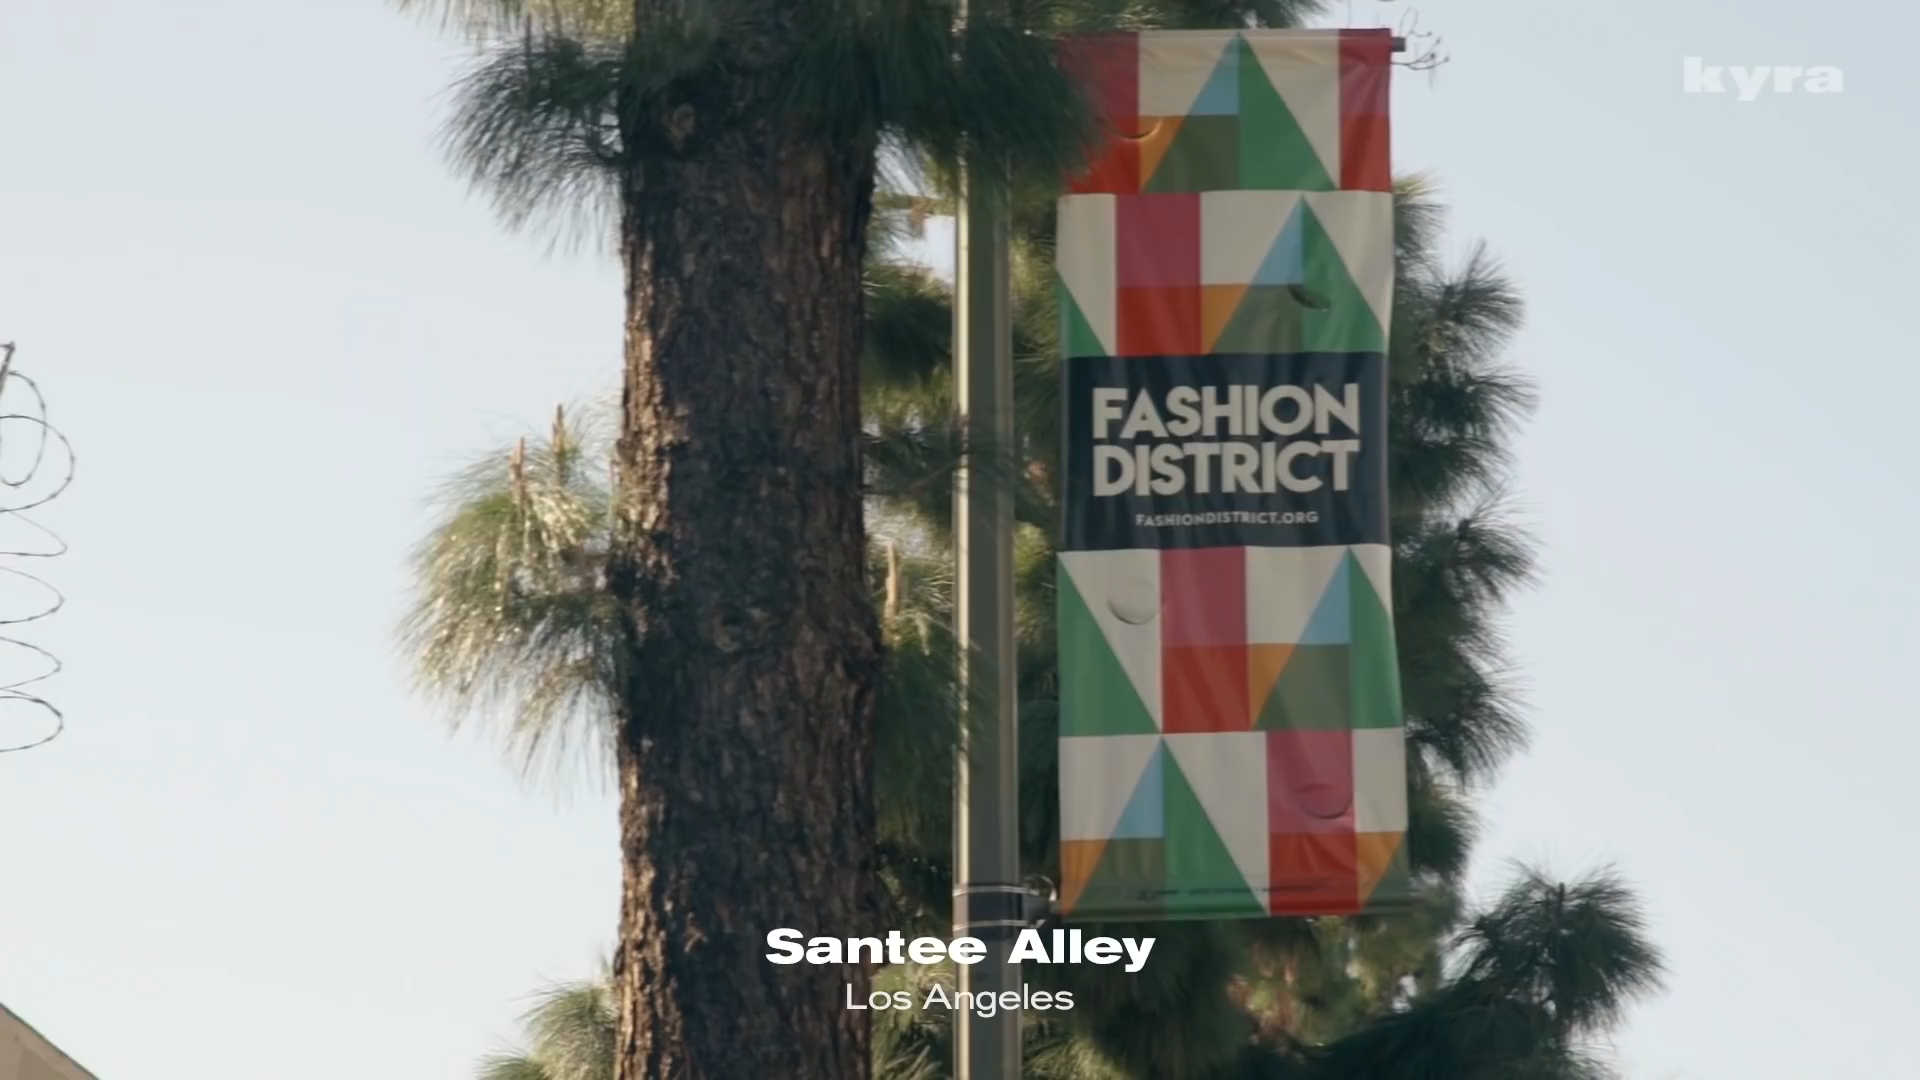 kyra
FASHION
DISTRICT
FASHIONDISTRICT.ORG
Santee Alley
Los Angeles